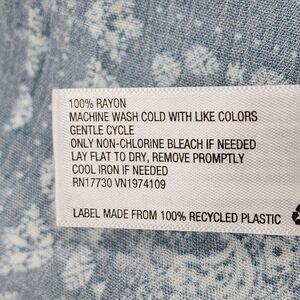 100% RAYON
MACHINE WASH COLD WITH LIKE COLORS
GENTLE CYCLE
ONLY NON-CHLORINE BLEACH IF NEEDED
LAY FLAT TO DRY, REMOVE PROMPTLY
COOL IRON IF NEEDED
RN17730 VN1974109
LABEL MADE FROM 100% RECYCLED PLASTIC